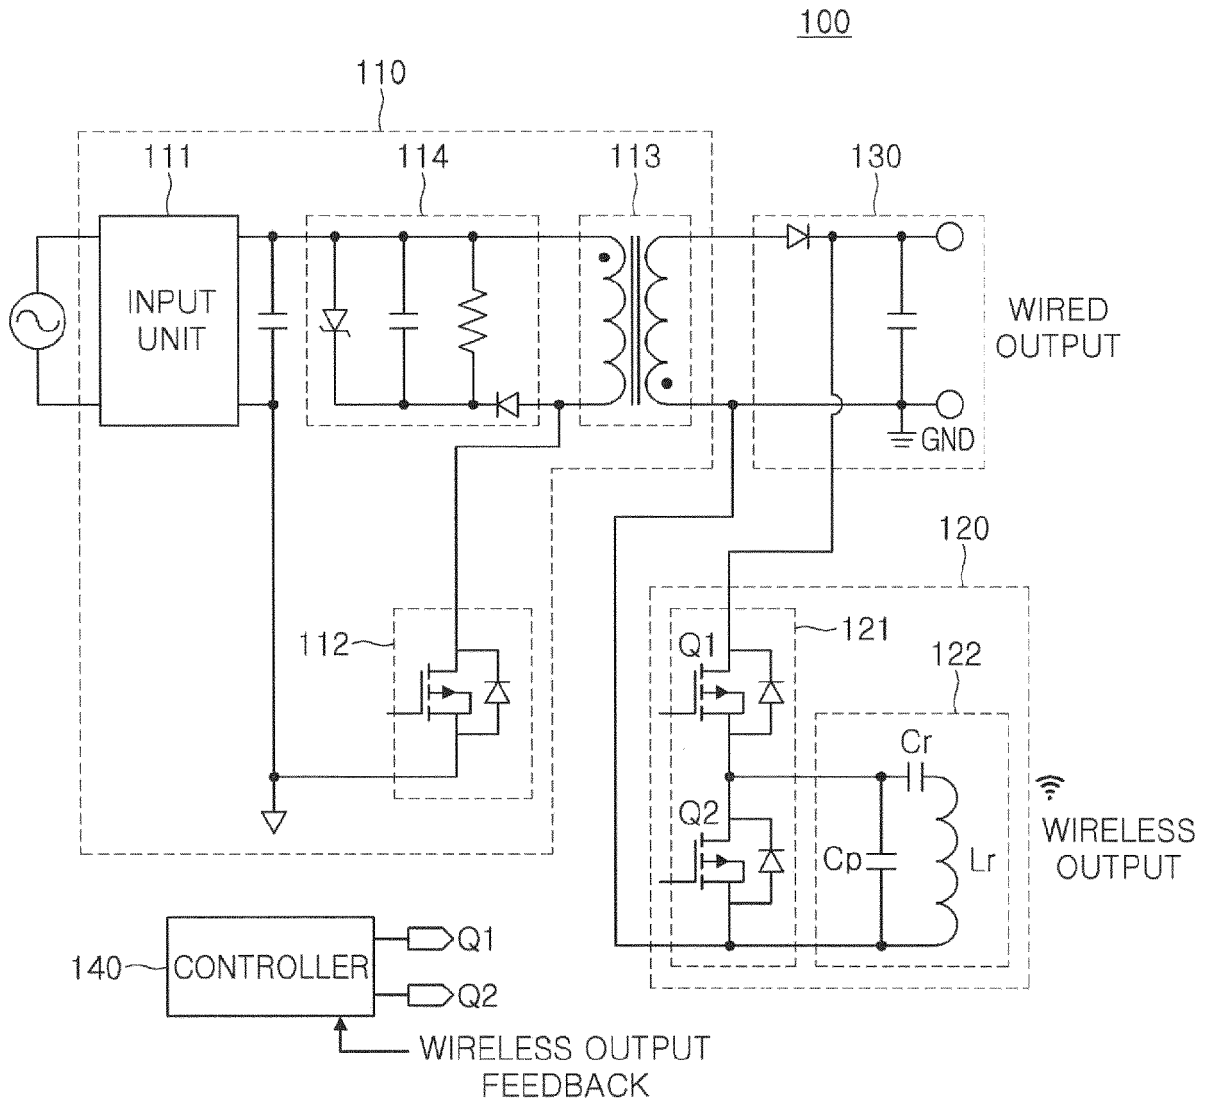 100
110
111
114
113
130
INPUT
UNIT
WIRED
OUTPUT
GND
120
112
Q1
121
122
Cr
Q2
Cp
Lr
WIRELESS
OUTPUT
140
CONTROLLER
Q1
Q2
WIRELESS OUTPUT
FEEDBACK